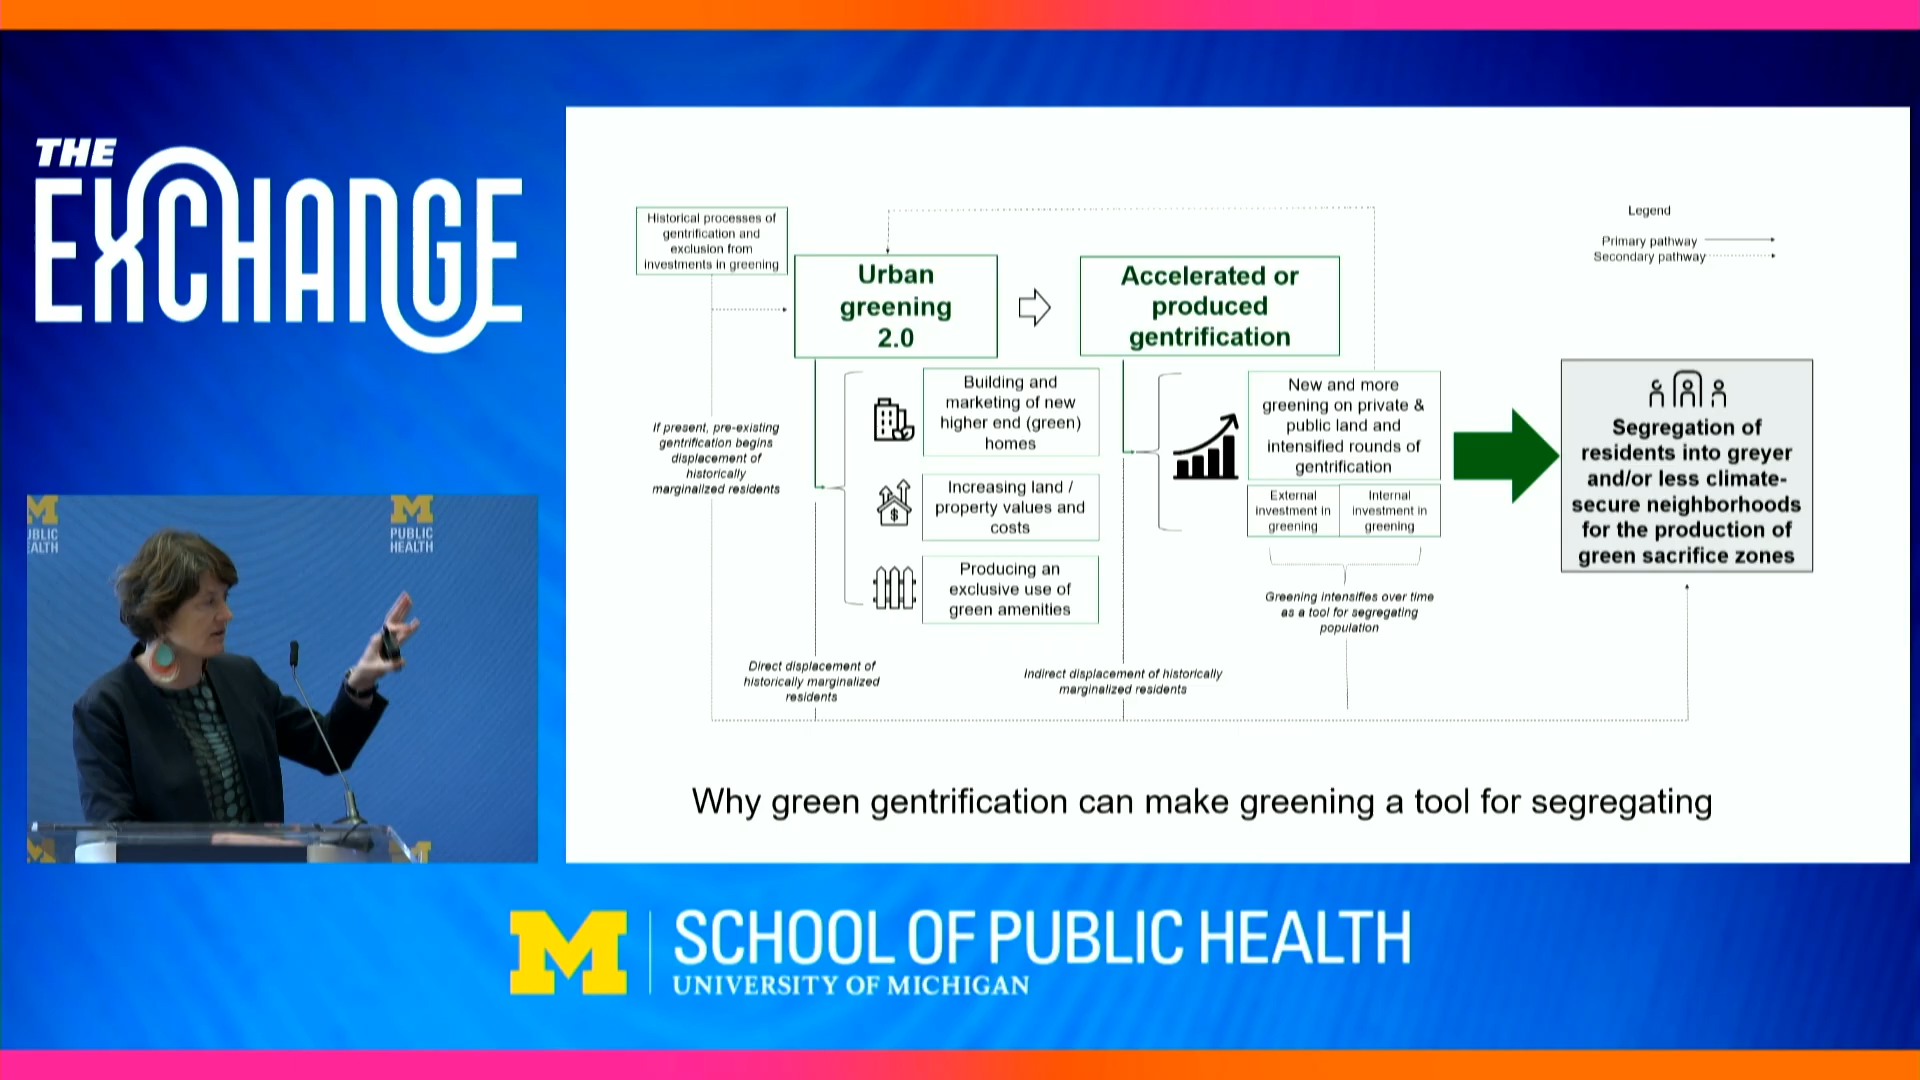 THE
EXCHANGE
Historical processes of
gentrification and
exclusion from
investments in greening
Legend
Primary pathway
Secondary pathway
Urban
greening
2.0
Accelerated or
produced
gentrification
If present, pre-existing
gentrification begins
displacement of
historically
marginalized residents
Building and
marketing of new
higher end (green)
homes
Increasing land /
property values and
costs
$
Producing an
exclusive use of
green amenities
New and more
greening on private &
public land and
intensified rounds of
gentrification
External
investment in
greening
Internal
investment in
greening
Greening intensifies over time
as a tool for segregating
population
Segregation of
residents into greyer
and/or less climate-
secure neighborhoods
for the production of
green sacrifice zones
Direct displacement of
historically marginalized
residents
Indirect displacement of historically
marginalized residents
Why green gentrification can make greening a tool for segregating
M
UBLIC
EALTH
M
PUBLIC
HEALTH
M
SCHOOL OF PUBLIC HEALTH
UNIVERSITY OF MICHIGAN